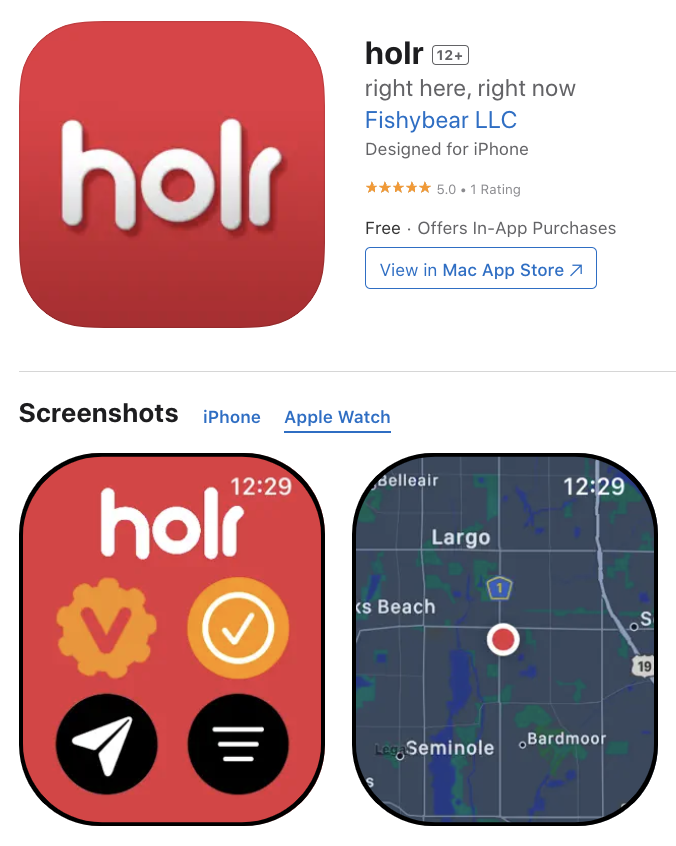 holr
holr 12+
right here, right now
Fishybear LLC
Designed for iPhone
5.0 • 1 Rating
Free · Offers In-App Purchases
View in Mac App Store ↗
Screenshots iPhone Apple Watch
12:29
holr
Belleair
12:29
Largo
1
ks Beach
S
19
Legal
Seminole
Bardmoor
s